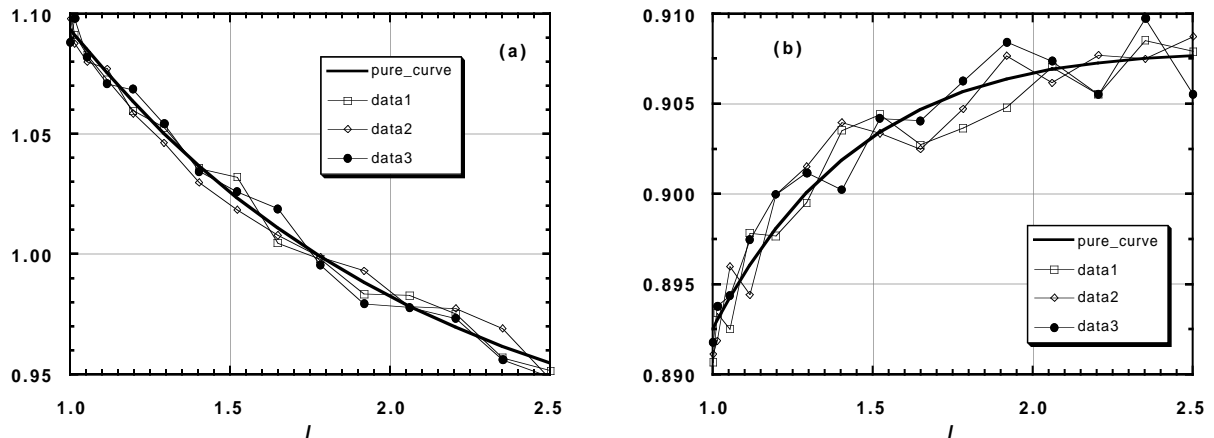 1.10
1.05
1.00
0.95
1.0 1.5 2.0 2.5
l
(a)
pure_curve
data1
data2
data3
0.910
0.905
0.900
0.895
0.890
1.0 1.5 2.0 2.5
l
(b)
pure_curve
data1
data2
data3